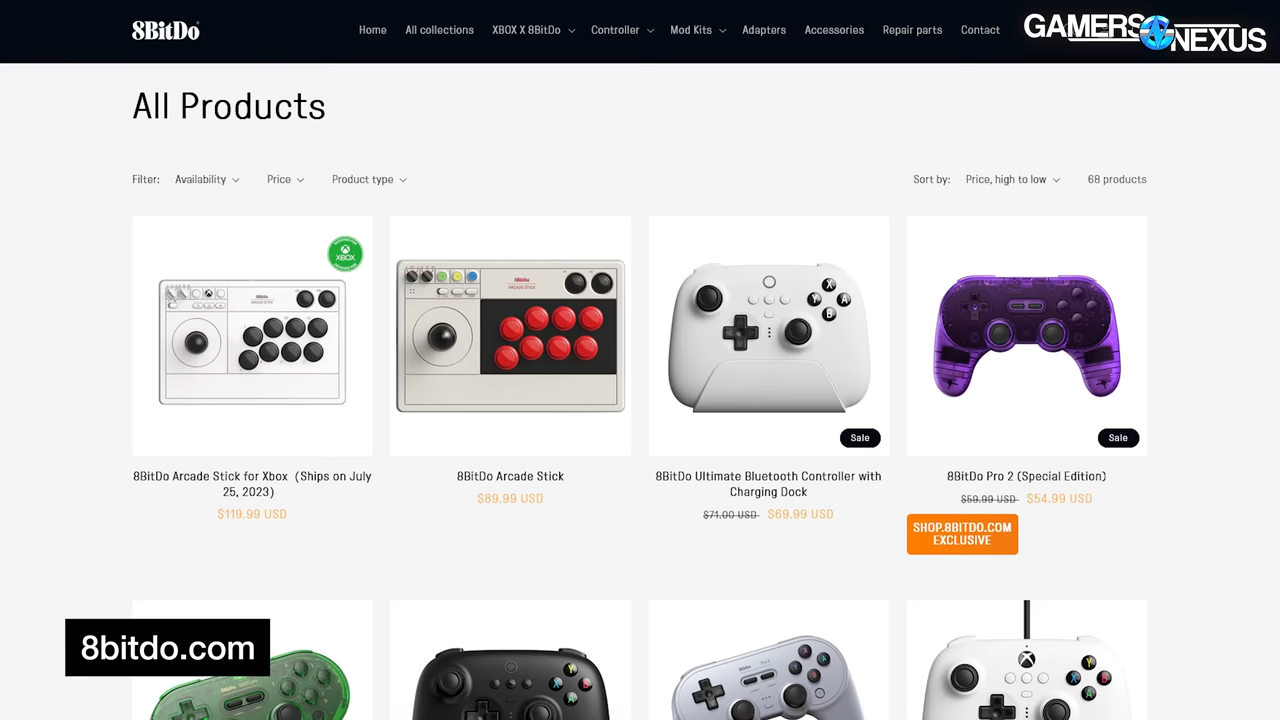 8BitDo
Home All collections XBOX X 8BitDo Controller Mod Kits Adapters Accessories Repair parts Contact
GAMERS NEXUS
All Products
Filter: Availability Price Product type
Sort by: Price, high to low 68 products
XBOX
8BitDo
ARCADE STICK
X
Y A
B
Sale
Sale
8BitDo Arcade Stick for Xbox（Ships on July
25, 2023）
$119.99 USD
8BitDo Arcade Stick
$89.99 USD
8BitDo Ultimate Bluetooth Controller with
Charging Dock
$71.00 USD $69.99 USD
8BitDo Pro 2 (Special Edition)
$59.99 USD $54.99 USD
SHOP.8BITDO.COM
EXCLUSIVE
8bitdo.com
Y
X B
A
Y
X B
A